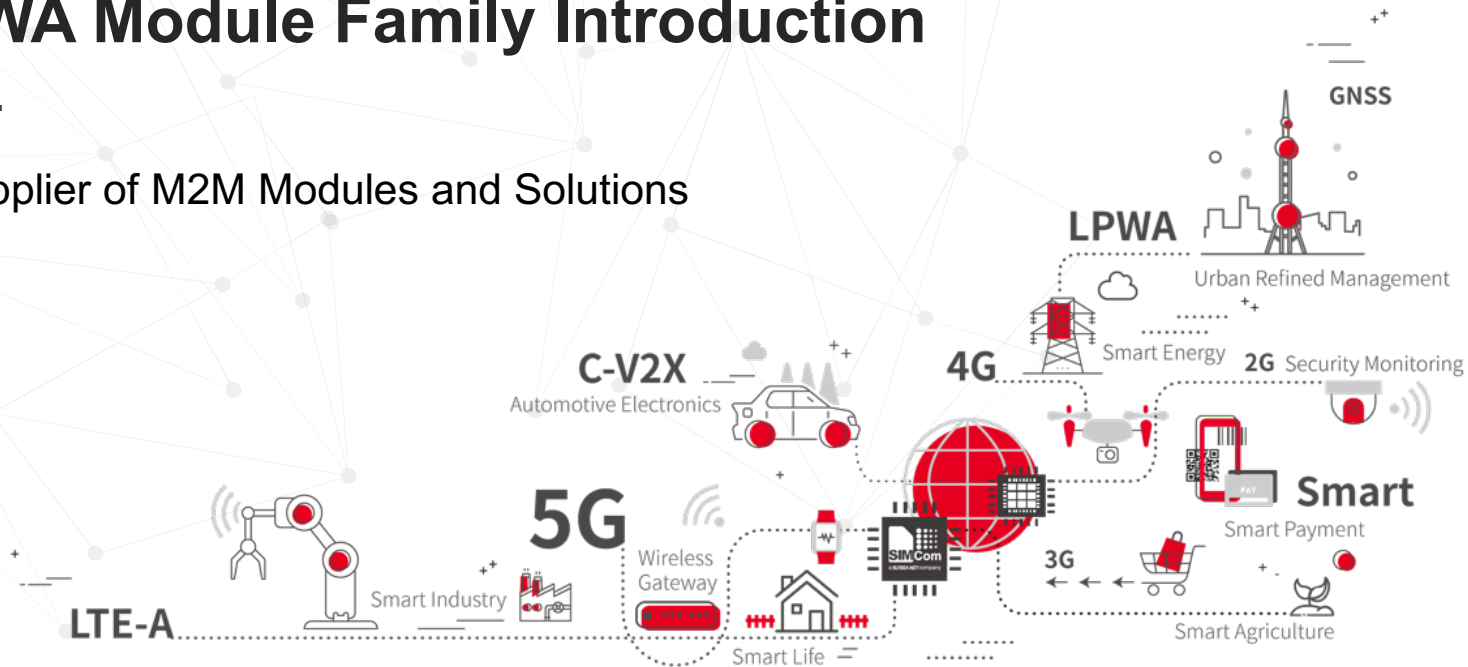 WA Module Family Introduction
pplier of M2M Modules and Solutions
GNSS
LPWA
Urban Refined Management
Smart Energy
4G
2G Security Monitoring
C-V2X
Automotive Electronics
PAY
Smart
Smart Payment
5G
Wireless
Gateway
SIMCom
3G
Smart Industry
LTE-A
Smart Life
Smart Agriculture